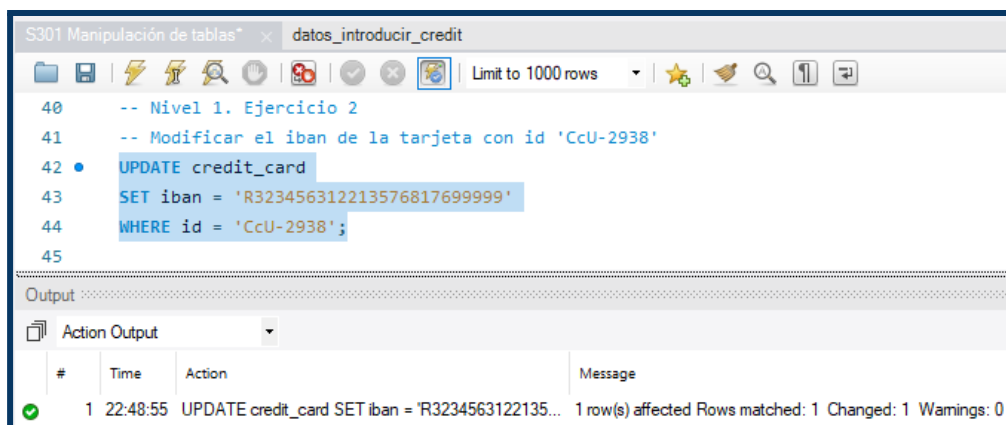 S301 Manipulación de tablas* × datos_introducir_credit
Limit to 1000 rows
40 -- Nivel 1. Ejercicio 2
41 -- Modificar el iban de la tarjeta con id 'CcU-2938'
42 UPDATE credit_card
43 SET iban = 'R323456312213576817699999'
44 WHERE id = 'CcU-2938';
45
Output
Action Output
# Time Action Message
1 22:48:55 UPDATE credit_card SET iban = 'R3234563122135... 1 row(s) affected Rows matched: 1 Changed: 1 Warnings: 0